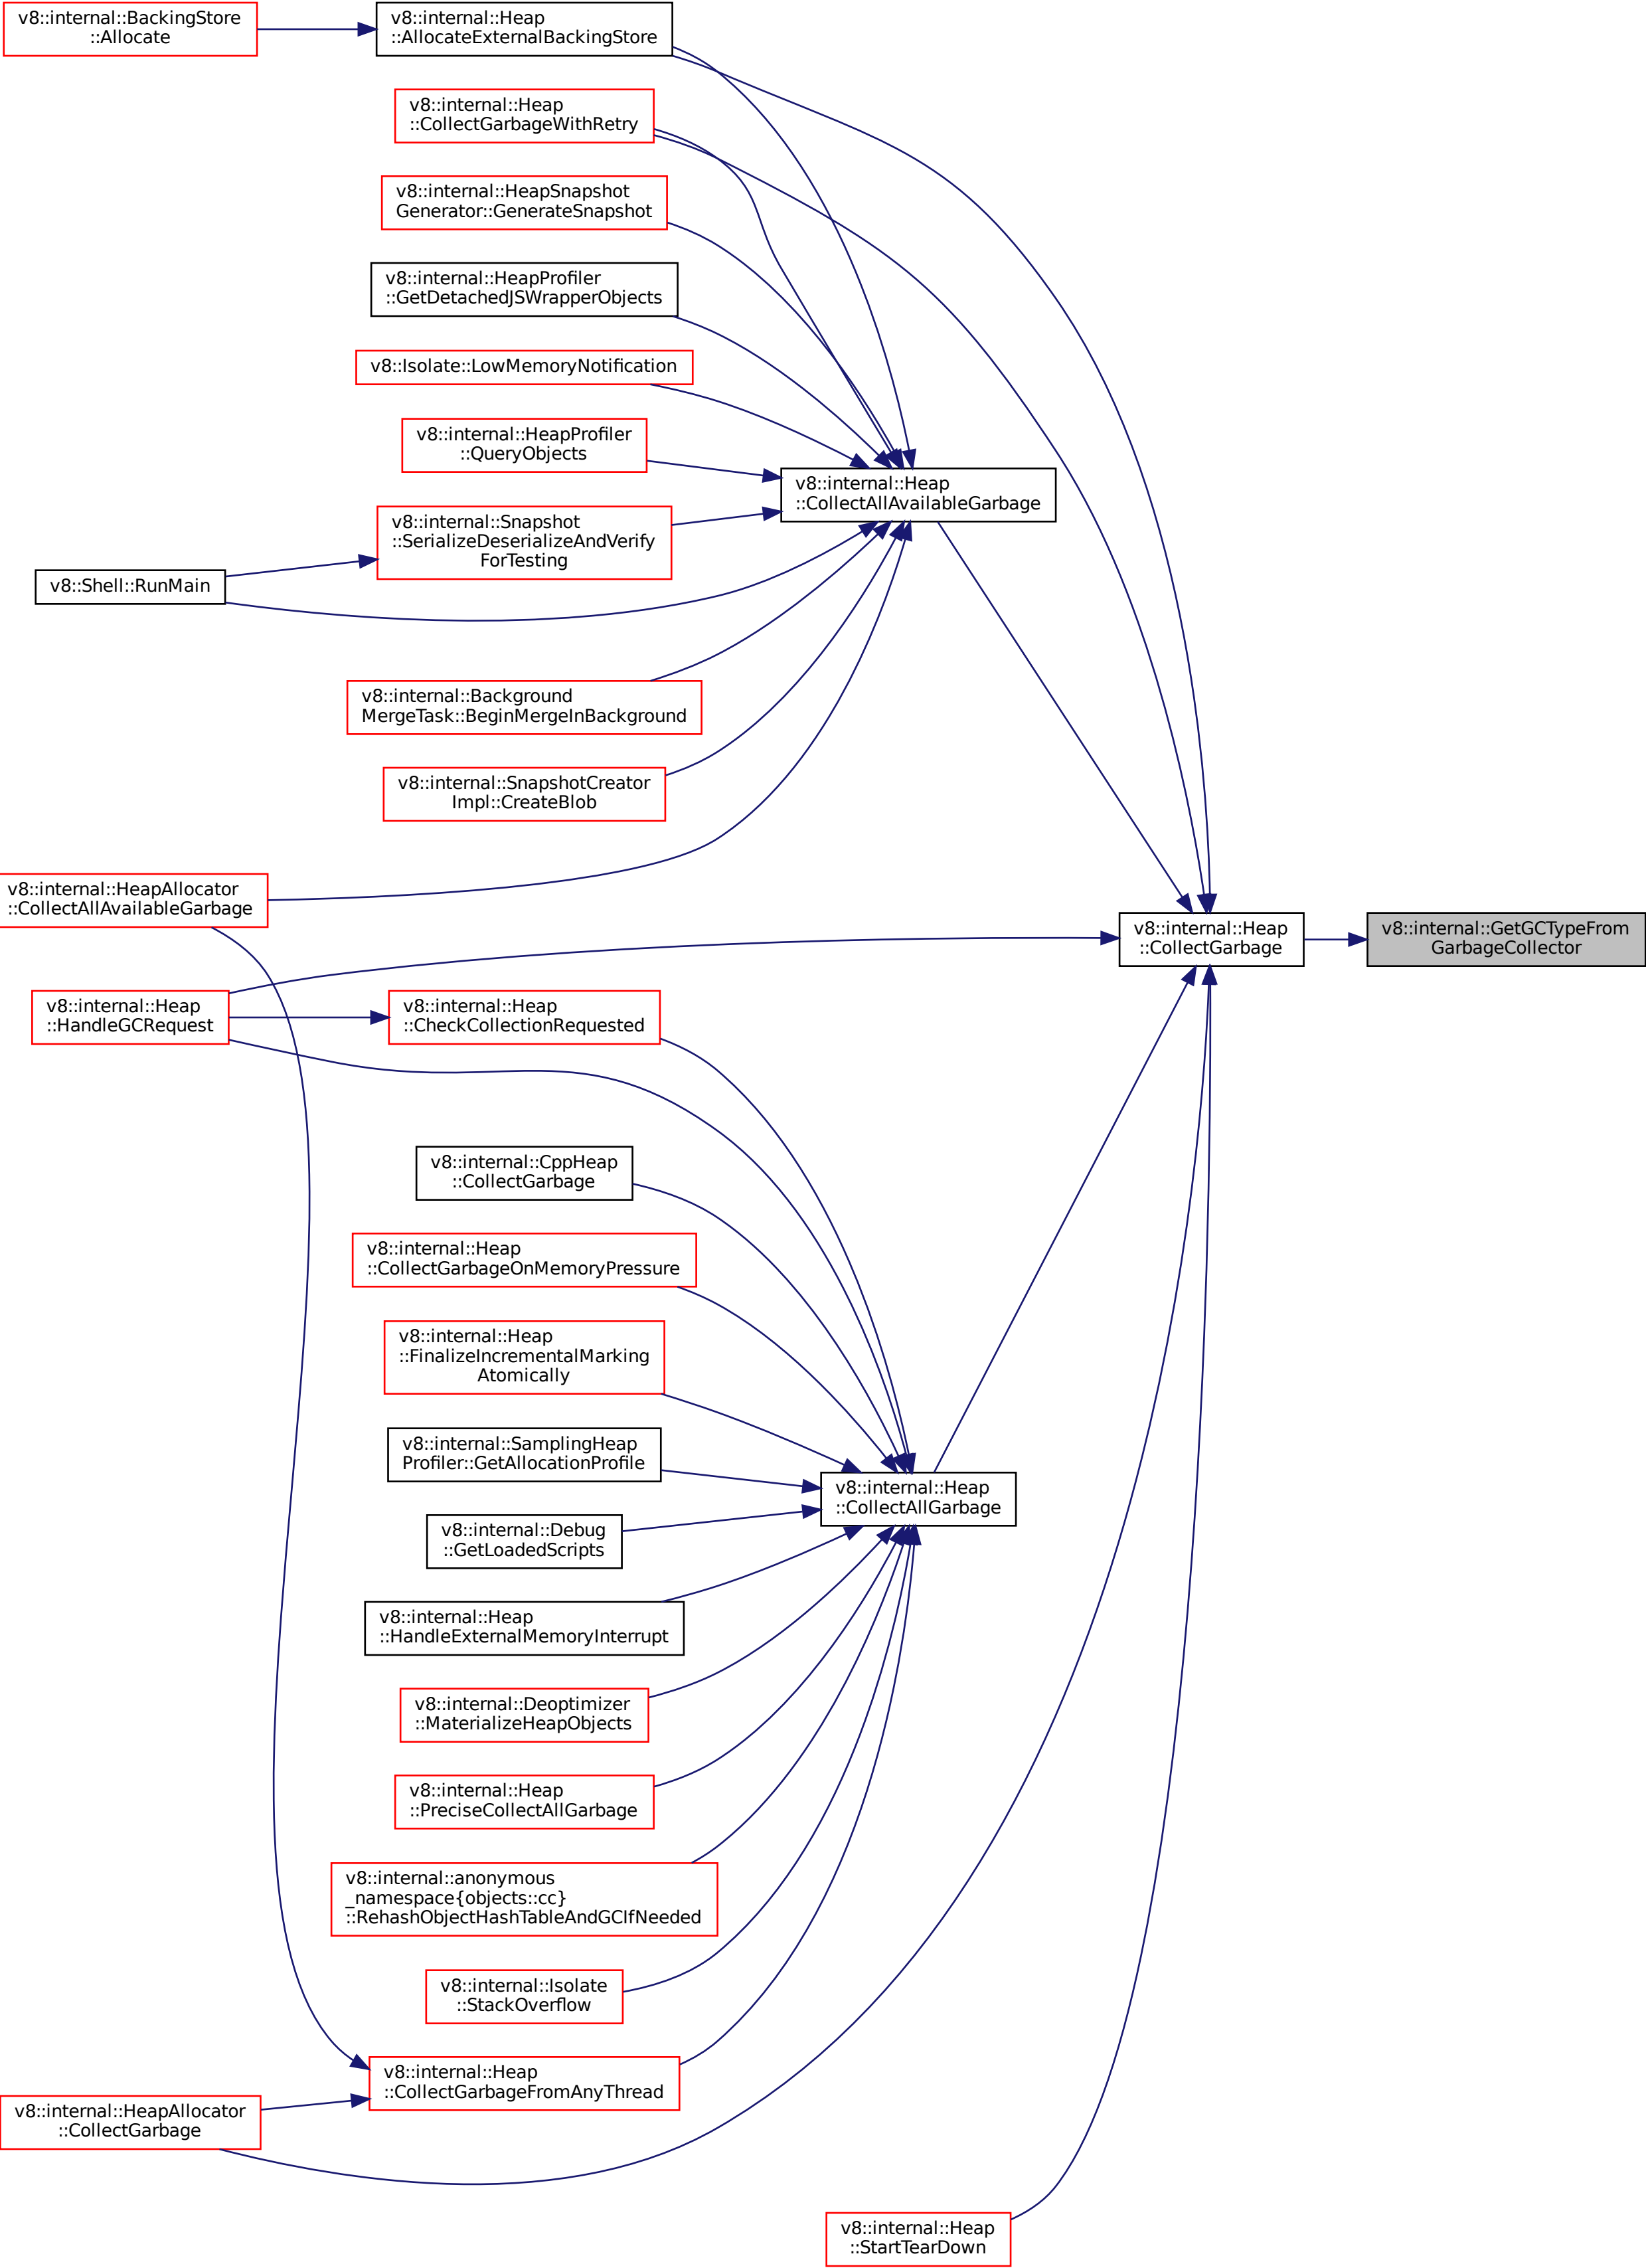 v8::internal::BackingStore
::Allocate
v8::internal::Heap
::AllocateExternalBackingStore
v8::internal::Heap
::CollectGarbageWithRetry
v8::internal::HeapSnapshot
Generator::GenerateSnapshot
v8::internal::HeapProfiler
::GetDetachedJSWrapperObjects
v8::Isolate::LowMemoryNotification
v8::internal::HeapProfiler
::QueryObjects
v8::internal::Heap
::CollectAllAvailableGarbage
v8::internal::Snapshot
::SerializeDeserializeAndVerify
ForTesting
v8::Shell::RunMain
v8::internal::Background
MergeTask::BeginMergeInBackground
v8::internal::SnapshotCreator
Impl::CreateBlob
v8::internal::HeapAllocator
::CollectAllAvailableGarbage
v8::internal::Heap
::CollectGarbage
v8::internal::GetGCTypeFrom
GarbageCollector
v8::internal::Heap
::HandleGCRequest
v8::internal::Heap
::CheckCollectionRequested
v8::internal::CppHeap
::CollectGarbage
v8::internal::Heap
::CollectGarbageOnMemoryPressure
v8::internal::Heap
::FinalizeIncrementalMarking
Atomically
v8::internal::SamplingHeap
Profiler::GetAllocationProfile
v8::internal::Heap
::CollectAllGarbage
v8::internal::Debug
::GetLoadedScripts
v8::internal::Heap
::HandleExternalMemoryInterrupt
v8::internal::Deoptimizer
::MaterializeHeapObjects
v8::internal::Heap
::PreciseCollectAllGarbage
v8::internal::anonymous
_namespace{objects::cc}
::RehashObjectHashTableAndGCIfNeeded
v8::internal::Isolate
::StackOverflow
v8::internal::Heap
::CollectGarbageFromAnyThread
v8::internal::HeapAllocator
::CollectGarbage
v8::internal::Heap
::StartTearDown